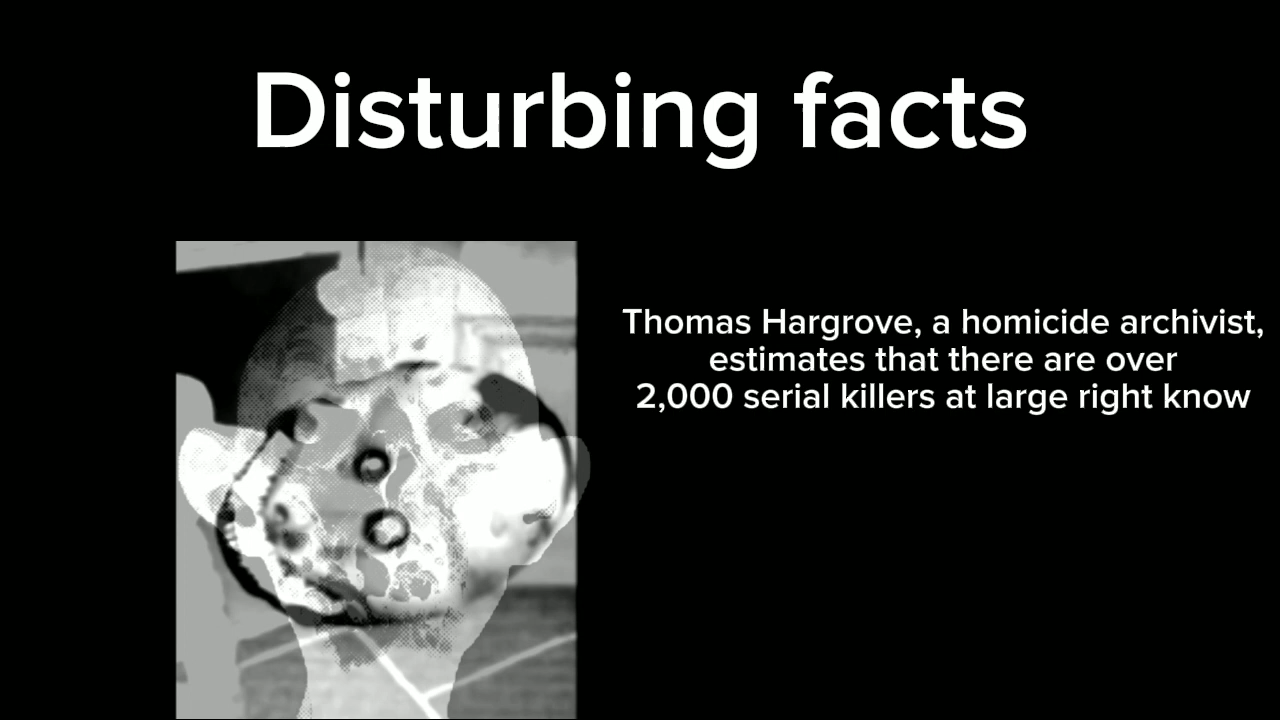 Disturbing facts
Thomas Hargrove, a homicide archivist,
estimates that there are over
2,000 serial killers at large right know